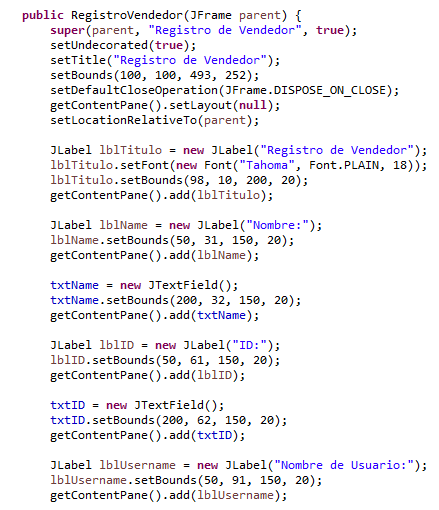 public RegistroVendedor(JFrame parent) {
super(parent, "Registro de Vendedor", true);
setUndecorated(true);
setTitle("Registro de Vendedor");
setBounds(100, 100, 493, 252);
setDefaultCloseOperation(JFrame.DISPOSE_ON_CLOSE);
getContentPane().setLayout(null);
setLocationRelativeTo(parent);
JLabel lblTitulo = new JLabel("Registro de Vendedor");
lblTitulo.setFont(new Font("Tahoma", Font.PLAIN, 18));
lblTitulo.setBounds(98, 10, 200, 20);
getContentPane().add(lblTitulo);
JLabel lblName = new JLabel("Nombre:");
lblName.setBounds(50, 31, 150, 20);
getContentPane().add(lblName);
txtName = new JTextField();
txtName.setBounds(200, 32, 150, 20);
getContentPane().add(txtName);
JLabel lblID = new JLabel("ID:");
lblID.setBounds(50, 61, 150, 20);
getContentPane().add(lblID);
txtID = new JTextField();
txtID.setBounds(200, 62, 150, 20);
getContentPane().add(txtID);
JLabel lblUsername = new JLabel("Nombre de Usuario:");
lblUsername.setBounds(50, 91, 150, 20);
getContentPane().add(lblUsername);